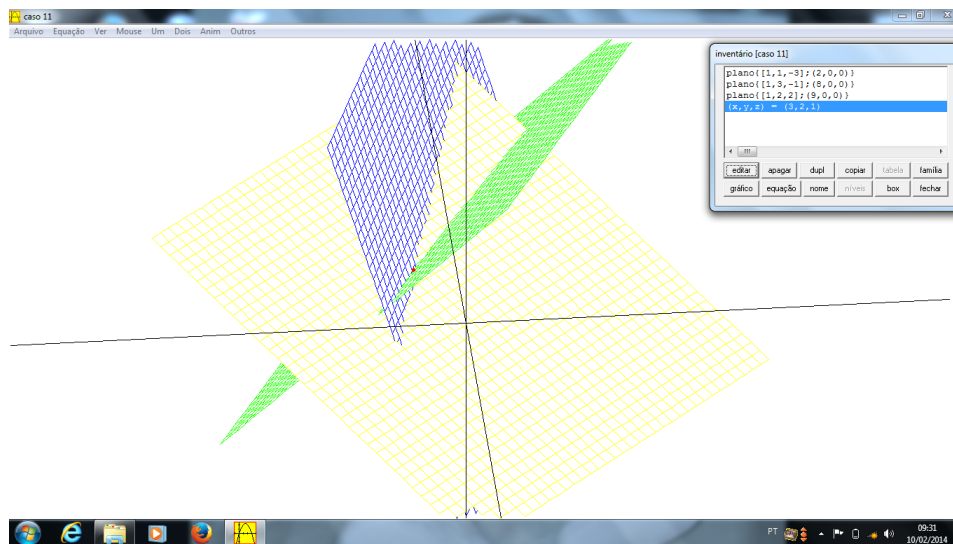 caso 11
Arquivo Equação Ver Mouse Um Dois Anim Outros
inventário [caso 11]
plano{[1,1,-3];(2,0,0)}
plano{[1,3,-1];(8,0,0)}
plano{[1,2,2];(9,0,0)}
(x,y,z) = (3,2,1)
editar apagar dupl copiar tabela família
gráfico equação nome níveis box fechar
PT 09:31
10/02/2014